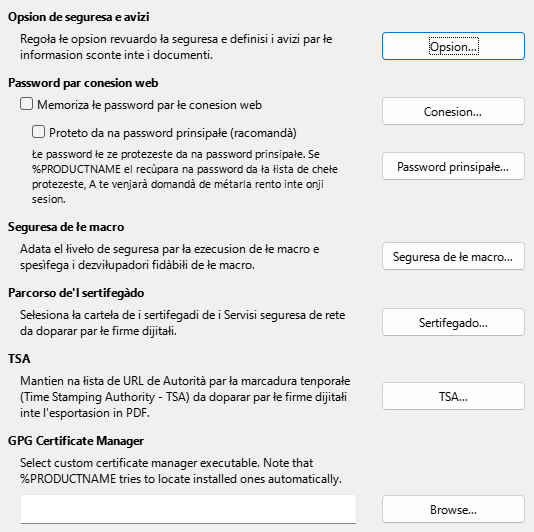 Opsion de seguresa e avizi
Regoła łe opsion revuardo ła seguresa e definisi i avizi par łe
informasion sconte inte i documenti.
Opsion...
Password par conesion web
Memoriza łe password par łe conesion web
Conesion...
Proteto da na password prinsipałe (racomandà)
Łe password łe ze protezeste da na password prinsipałe. Se
%PRODUCTNAME el recùpara na password da ła łista de chełe
protezeste, A te venjarà domandà de métarla rento inte onji
sesion.
Password prinsipałe...
Seguresa de łe macro
Adata el łiveło de seguresa par ła ezecusion de łe macro e
spesìfega i dezviłupadori fidàbiłi de łe macro.
Seguresa de łe macro...
Parcorso de'l sertifegàdo
Sełesiona ła carteła de i sertifegadi de i Servisi seguresa de rete
da doparar par łe firme dijitałi.
Sertifegado...
TSA
Mantien na łista de URL de Autorità par ła marcadura tenporałe
(Time Stamping Authority - TSA) da doparar par łe firme dijitałi
inte l'esportasion in PDF.
TSA...
GPG Certificate Manager
Select custom certificate manager executable. Note that
%PRODUCTNAME tries to locate installed ones automatically.
Browse...